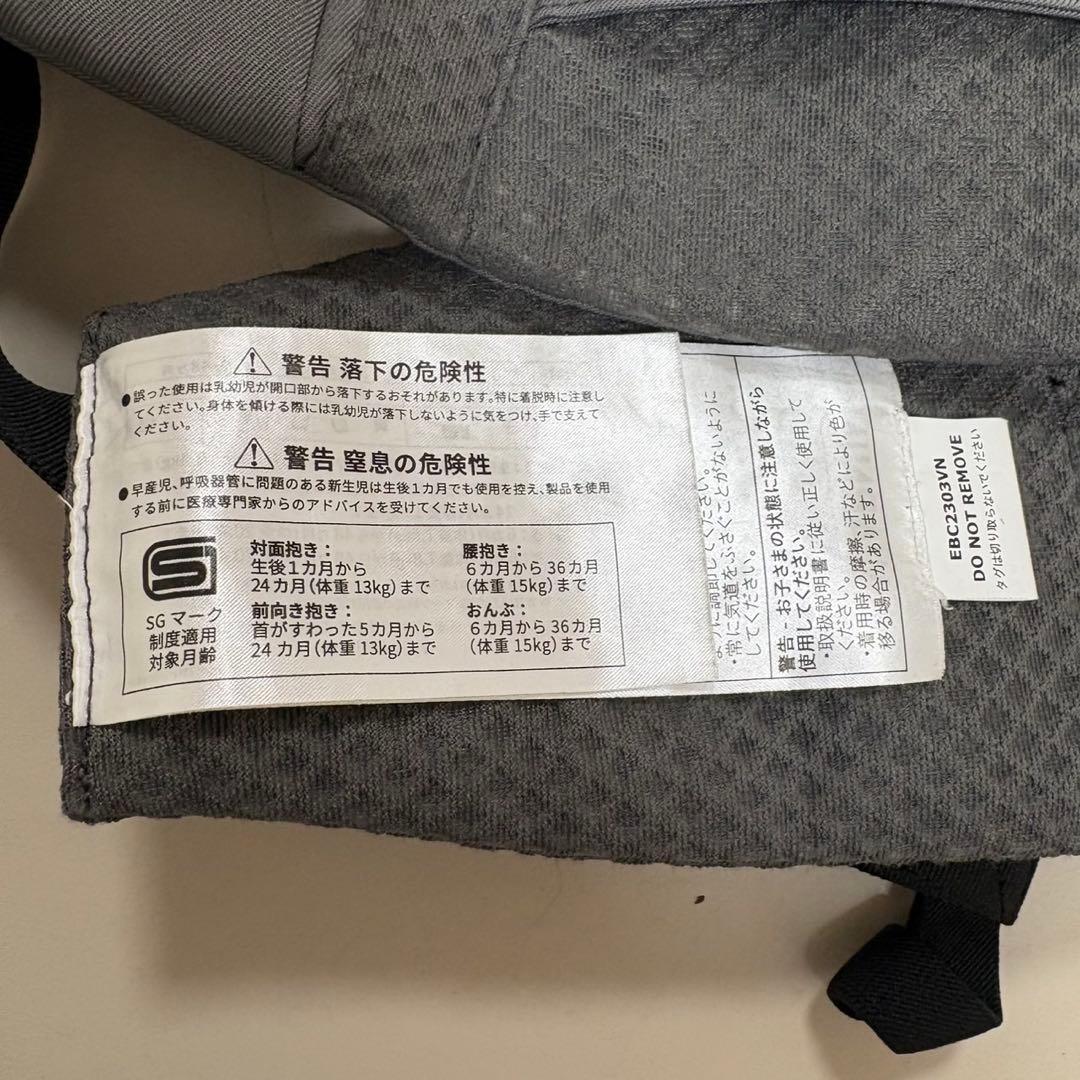 警告 落下の危険性
●誤った使用は乳幼児が開口部から落下するおそれがあります。特に着脱時に注意し
てください。身体を傾ける際には乳幼児が落下しないように気をつけ、手で支えて
ください。
警告 窒息の危険性
●早産児、呼吸器管に問題のある新生児は生後1カ月でも使用を控え、製品を使用
する前に医療専門家からのアドバイスを受けてください。
SG マーク
制度適用
対象月齢
対面抱き：
生後1カ月から
24カ月（体重 13kg）まで
前向き抱き：
首がすわった5カ月から
24カ月（体重 13kg）まで
腰抱き：
6カ月から 36カ月
（体重 15kg）まで
おんぶ：
6カ月から 36カ月
（体重 15kg）まで
に調節してください。
・常に気道をふさぐことがないように
してください。
警告 - お子さまの状態に注意しながら
使用してください。
・取扱説明書に従い正しく使用して
ください。
・着用時の摩擦、汗などにより色が
移る場合があります。
EBC2303VN
DO NOT REMOVE
タグは切り取らないでください